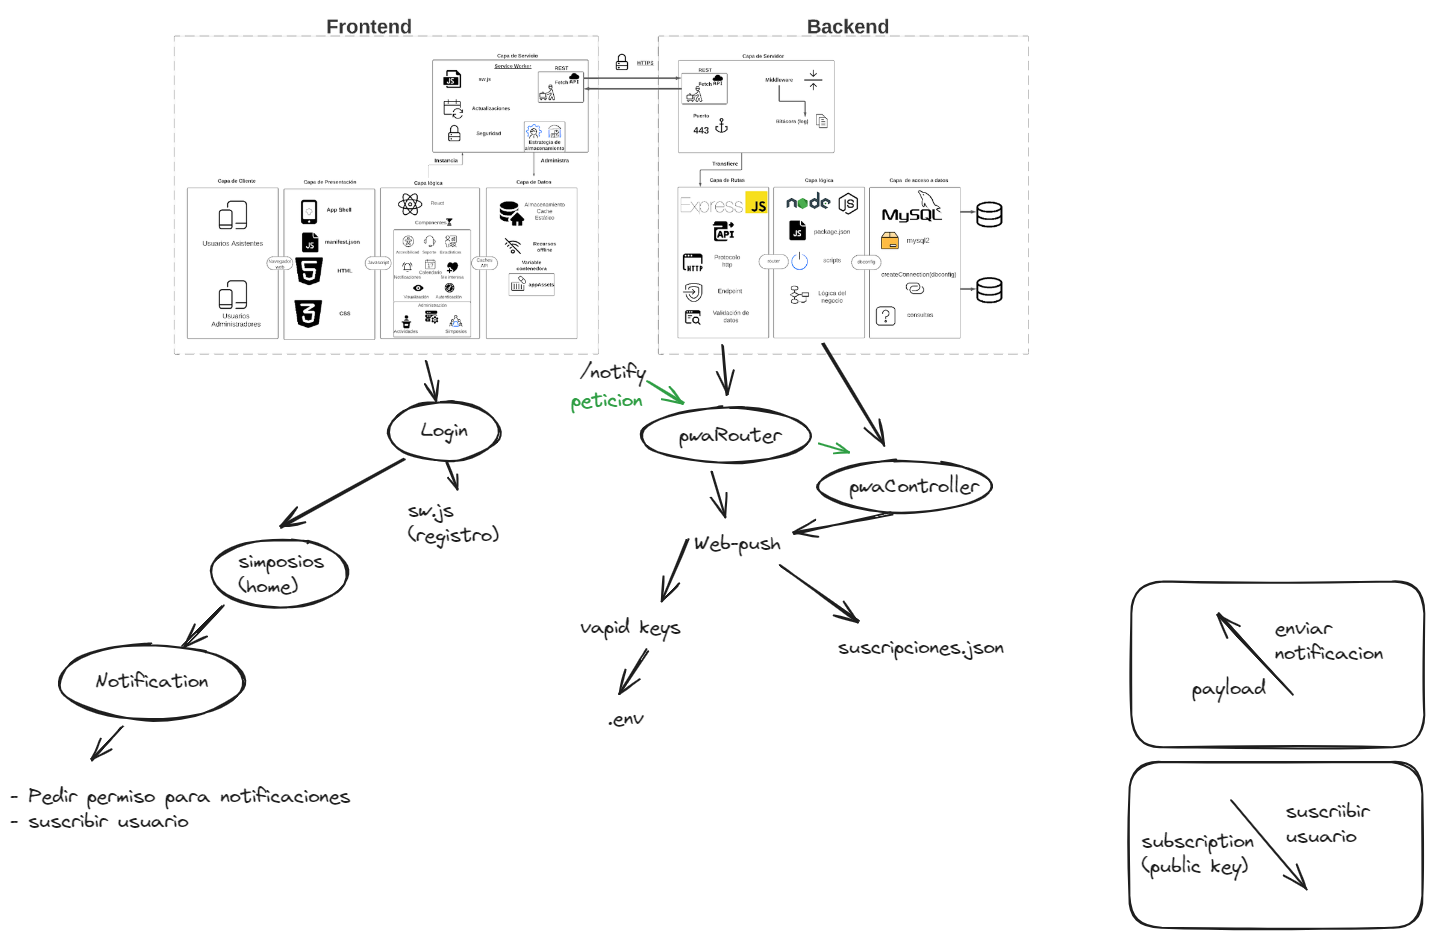 Frontend
Backend
Capa de Servicio
Service Worker
REST
sw.js
Fetch API
Actualizaciones
Seguridad
Estrategia de
almacenamiento
HTTPS
Capa de Servidor
REST
Fetch API
Middleware
Puerto
443
Bitácora (log)
Instancia
Administra
Transfiere
Capa de Cliente
Usuarios Asistentes
Usuarios
Administradores
Navegador
web
Capa de Presentación
App Shell
JS
manifest.json
HTML
CSS
Javascript
Capa lógica
React
Componentes
Accesibilidad
Soporte
Estadísticas
Notificaciones
Calendario
Me interesa
Visualización
Autenticación
Administración
Actividades
Simposios
Caches
API
Capa de Datos
Almacenamiento
Cache
Estático
Recursos
offline
Variable
contenedora
appAssets
Capa de Rutas
Express JS
API
Protocolo
http
HTTP
Endpoint
Validación de
datos
router
Capa lógica
node JS
JS
package.json
scripts
Lógica del
negocio
dbconfig
Capa de acceso a datos
MySQL
mysql2
createConnection(dbconfig)
consultas
/notify
peticion
Login
sw.js
(registro)
simposios
(home)
Notification
- Pedir permiso para notificaciones
- suscribir usuario
pwaRouter
pwaController
Web-push
vapid keys
.env
suscripciones.json
enviar
notificacion
payload
suscriibir
usuario
subscription
(public key)